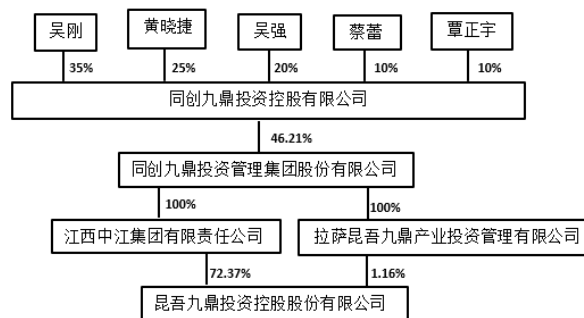 吴刚 黄晓捷 吴强 蔡蕾 覃正宇
35% 25% 20% 10% 10%
同创九鼎投资控股有限公司
46.21%
同创九鼎投资管理集团股份有限公司
100% 100%
江西中江集团有限责任公司 拉萨昆吾九鼎产业投资管理有限公司
72.37% 1.16%
昆吾九鼎投资控股股份有限公司